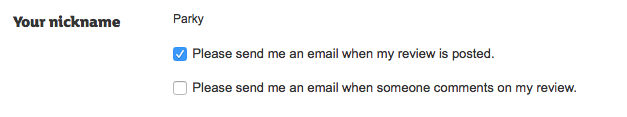 Your nickname Parky
Please send me an email when my review is posted.
Please send me an email when someone comments on my review.